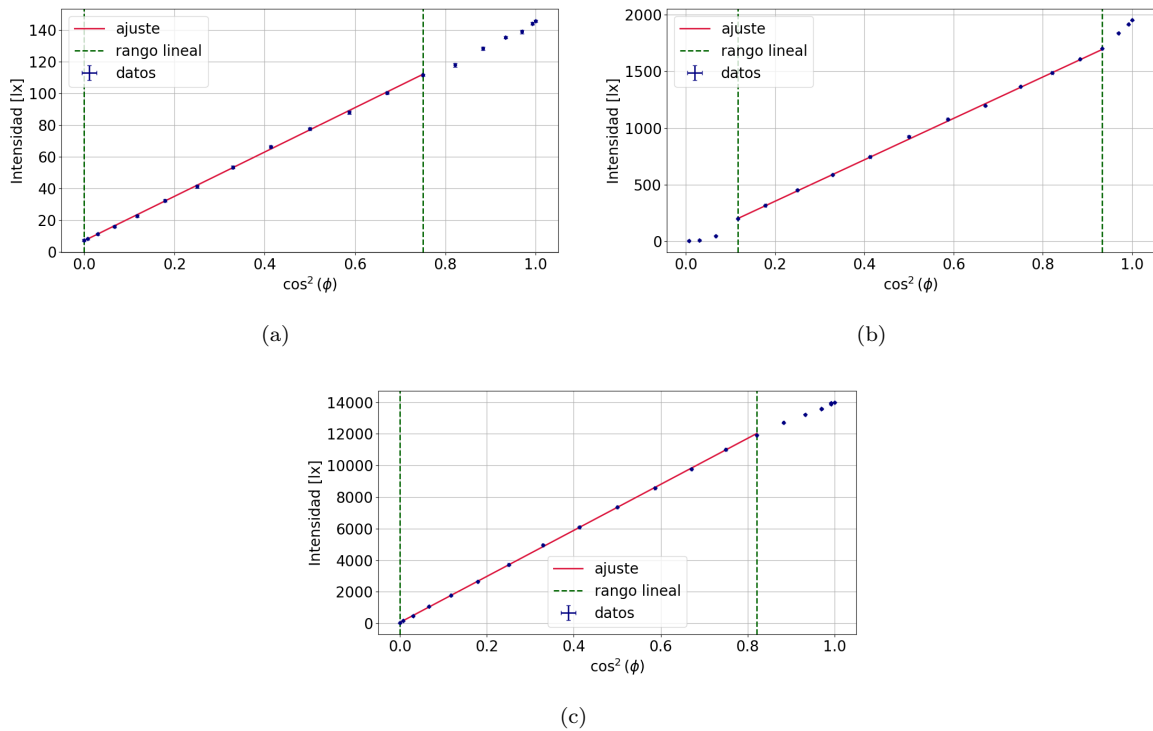 140
120
100
80
60
40
20
0
Intensidad [lx]
ajuste
rango lineal
datos
0.0 0.2 0.4 0.6 0.8 1.0
cos² (ϕ)
(a)
2000
1500
1000
500
0
Intensidad [lx]
ajuste
rango lineal
datos
0.0 0.2 0.4 0.6 0.8 1.0
cos² (ϕ)
(b)
14000
12000
10000
8000
6000
4000
2000
0
Intensidad [lx]
ajuste
rango lineal
datos
0.0 0.2 0.4 0.6 0.8 1.0
cos² (ϕ)
(c)